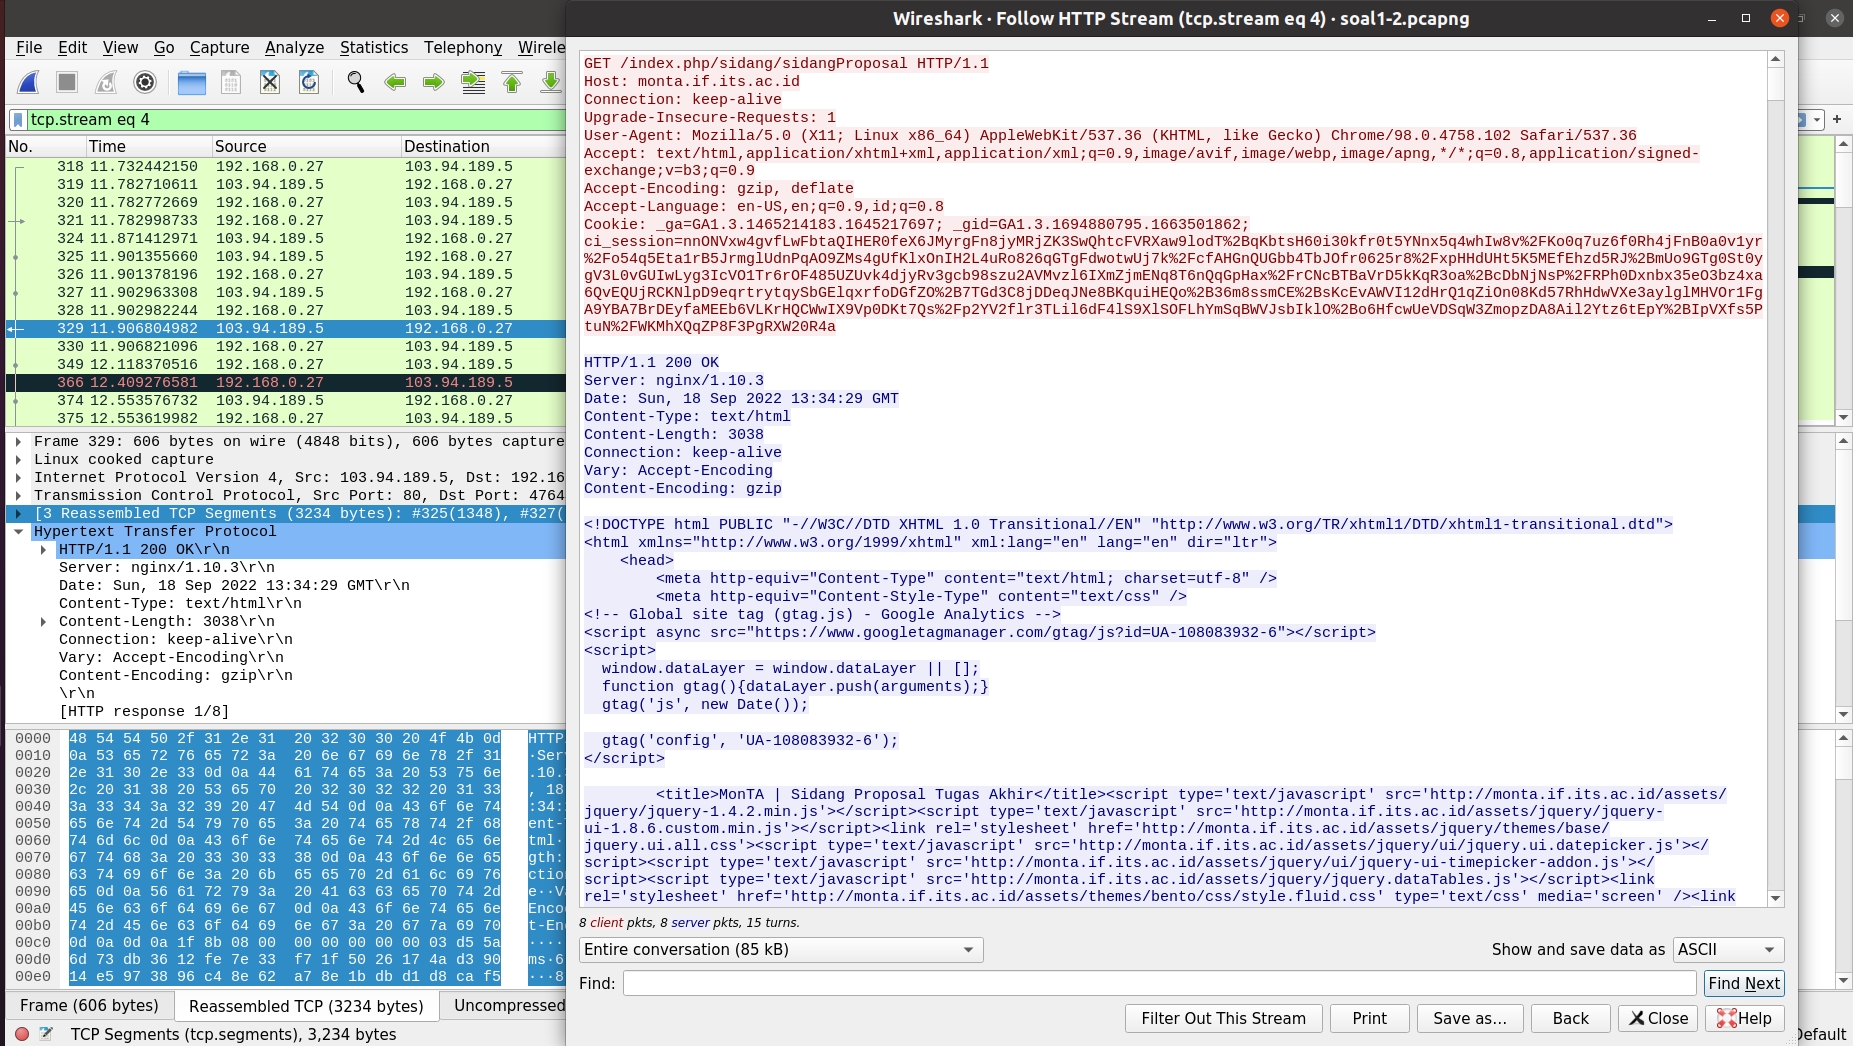 Wireshark · Follow HTTP Stream (tcp.stream eq 4) · soal1-2.pcapng
File Edit View Go Capture Analyze Statistics Telephony Wirele
tcp.stream eq 4
No. Time Source Destination
318 11.732442150 192.168.0.27 103.94.189.5
319 11.782710611 103.94.189.5 192.168.0.27
320 11.782772669 192.168.0.27 103.94.189.5
321 11.782998733 192.168.0.27 103.94.189.5
324 11.871412971 103.94.189.5 192.168.0.27
325 11.901355660 103.94.189.5 192.168.0.27
326 11.901378196 192.168.0.27 103.94.189.5
327 11.902963308 103.94.189.5 192.168.0.27
328 11.902982244 192.168.0.27 103.94.189.5
329 11.906804982 103.94.189.5 192.168.0.27
330 11.906821096 192.168.0.27 103.94.189.5
349 12.118370516 192.168.0.27 103.94.189.5
366 12.409276581 192.168.0.27 103.94.189.5
374 12.553576732 103.94.189.5 192.168.0.27
375 12.553619982 192.168.0.27 103.94.189.5
Frame 329: 606 bytes on wire (4848 bits), 606 bytes capture
Linux cooked capture
Internet Protocol Version 4, Src: 103.94.189.5, Dst: 192.16
Transmission Control Protocol, Src Port: 80, Dst Port: 4764
[3 Reassembled TCP Segments (3234 bytes): #325(1348), #327(
Hypertext Transfer Protocol
HTTP/1.1 200 OK\r\n
Server: nginx/1.10.3\r\n
Date: Sun, 18 Sep 2022 13:34:29 GMT\r\n
Content-Type: text/html\r\n
Content-Length: 3038\r\n
Connection: keep-alive\r\n
Vary: Accept-Encoding\r\n
Content-Encoding: gzip\r\n
\r\n
[HTTP response 1/8]
0000 48 54 54 50 2f 31 2e 31 20 32 30 30 20 4f 4b 0d HTTP
0010 0a 53 65 72 76 65 72 3a 20 6e 67 69 6e 78 2f 31 ·Ser
0020 2e 31 30 2e 33 0d 0a 44 61 74 65 3a 20 53 75 6e .10.
0030 2c 20 31 38 20 53 65 70 20 32 30 32 32 20 31 33 , 18
0040 3a 33 34 3a 32 39 20 47 4d 54 0d 0a 43 6f 6e 74 :34:
0050 65 6e 74 2d 54 79 70 65 3a 20 74 65 78 74 2f 68 ent-
0060 74 6d 6c 0d 0a 43 6f 6e 74 65 6e 74 2d 4c 65 6e tml·
0070 67 74 68 3a 20 33 30 33 38 0d 0a 43 6f 6e 6e 65 gth:
0080 63 74 69 6f 6e 3a 20 6b 65 65 70 2d 61 6c 69 76 ctio
0090 65 0d 0a 56 61 72 79 3a 20 41 63 63 65 70 74 2d e··V
00a0 45 6e 63 6f 64 69 6e 67 0d 0a 43 6f 6e 74 65 6e Enco
00b0 74 2d 45 6e 63 6f 64 69 6e 67 3a 20 67 7a 69 70 t-En
00c0 0d 0a 0d 0a 1f 8b 08 00 00 00 00 00 00 03 d5 5a ····
00d0 6d 73 db 36 12 fe 7e 33 f7 1f 50 26 17 4a d3 90 ms·6
00e0 14 e5 97 38 96 c4 8e 62 a7 8e 1b db d1 d8 ca f5 ···8
Frame (606 bytes) Reassembled TCP (3234 bytes) Uncompressed
TCP Segments (tcp.segments), 3,234 bytes
GET /index.php/sidang/sidangProposal HTTP/1.1
Host: monta.if.its.ac.id
Connection: keep-alive
Upgrade-Insecure-Requests: 1
User-Agent: Mozilla/5.0 (X11; Linux x86_64) AppleWebKit/537.36 (KHTML, like Gecko) Chrome/98.0.4758.102 Safari/537.36
Accept: text/html,application/xhtml+xml,application/xml;q=0.9,image/avif,image/webp,image/apng,*/*;q=0.8,application/signed-
exchange;v=b3;q=0.9
Accept-Encoding: gzip, deflate
Accept-Language: en-US,en;q=0.9,id;q=0.8
Cookie: _ga=GA1.3.1465214183.1645217697; _gid=GA1.3.1694880795.1663501862;
ci_session=nnONVxw4gvfLwFbtaQIHER0feX6JMyrgFn8jyMRjZK3SwQhtcFVRXaw9lodT%2BqKbtsH60i30kfr0t5YNnx5q4whIw8v%2FKo0q7uz6f0Rh4jFnB0a0v1yr
%2Fo54q5Eta1rB5JrmglUdnPqAO9ZMs4gUfKlxOnIH2L4uRo826qGTgFdwotwUj7k%2FcfAHGnQUGbb4TbJOfr0625r8%2FxpHHdUHt5K5MEfEhzd5RJ%2BmUo9GTg0St0y
gV3L0vGUIwLyg3IcVO1Tr6rOF485UZUvk4djyRv3gcb98szu2AVMvzl6IXmZjmENq8T6nQqGpHax%2FrCNcBTBaVrD5kKqR3oa%2BcDbNjNsP%2FRPh0Dxnbx35eO3bz4xa
6QvEQUjRCKNlpD9eqrtrytqySbGElqxrfoDGfZO%2B7TGd3C8jDDeqJNe8BKquiHEQo%2B36m8ssmCE%2BsKcEvAWVI12dHrQ1qZiOn08Kd57RhHdwVXe3aylglMHVOr1Fg
A9YBA7BrDEyfaMEEb6VLKrHQCWwIX9Vp0DKt7Qs%2Fp2YV2flr3TLil6dF4lS9XlSOFLhYmSqBWVJsbIklO%2Bo6HfcwUeVDSqW3ZmopzDA8Ail2Ytz6tEpY%2BIpVXfs5P
tuN%2FWKMhXQqZP8F3PgRXW20R4a
HTTP/1.1 200 OK
Server: nginx/1.10.3
Date: Sun, 18 Sep 2022 13:34:29 GMT
Content-Type: text/html
Content-Length: 3038
Connection: keep-alive
Vary: Accept-Encoding
Content-Encoding: gzip
<!DOCTYPE html PUBLIC "-//W3C//DTD XHTML 1.0 Transitional//EN" "http://www.w3.org/TR/xhtml1/DTD/xhtml1-transitional.dtd">
<html xmlns="http://www.w3.org/1999/xhtml" xml:lang="en" lang="en" dir="ltr">
<head>
<meta http-equiv="Content-Type" content="text/html; charset=utf-8" />
<meta http-equiv="Content-Style-Type" content="text/css" />
<!-- Global site tag (gtag.js) - Google Analytics -->
<script async src="https://www.googletagmanager.com/gtag/js?id=UA-108083932-6"></script>
<script>
window.dataLayer = window.dataLayer || [];
function gtag(){dataLayer.push(arguments);}
gtag('js', new Date());
gtag('config', 'UA-108083932-6');
</script>
<title>MonTA | Sidang Proposal Tugas Akhir</title><script type='text/javascript' src='http://monta.if.its.ac.id/assets/
jquery/jquery-1.4.2.min.js'></script><script type='text/javascript' src='http://monta.if.its.ac.id/assets/jquery/jquery-
ui-1.8.6.custom.min.js'></script><link rel='stylesheet' href='http://monta.if.its.ac.id/assets/jquery/themes/base/
jquery.ui.all.css'><script type='text/javascript' src='http://monta.if.its.ac.id/assets/jquery/ui/jquery.ui.datepicker.js'></
script><script type='text/javascript' src='http://monta.if.its.ac.id/assets/jquery/ui/jquery-ui-timepicker-addon.js'></
script><script type='text/javascript' src='http://monta.if.its.ac.id/assets/jquery/jquery.dataTables.js'></script><link
rel='stylesheet' href='http://monta.if.its.ac.id/assets/themes/bento/css/style.fluid.css' type='text/css' media='screen' /><link
8 client pkts, 8 server pkts, 15 turns.
Entire conversation (85 kB)
Show and save data as ASCII
Find:
Find Next
Filter Out This Stream Print Save as… Back Close Help
Default